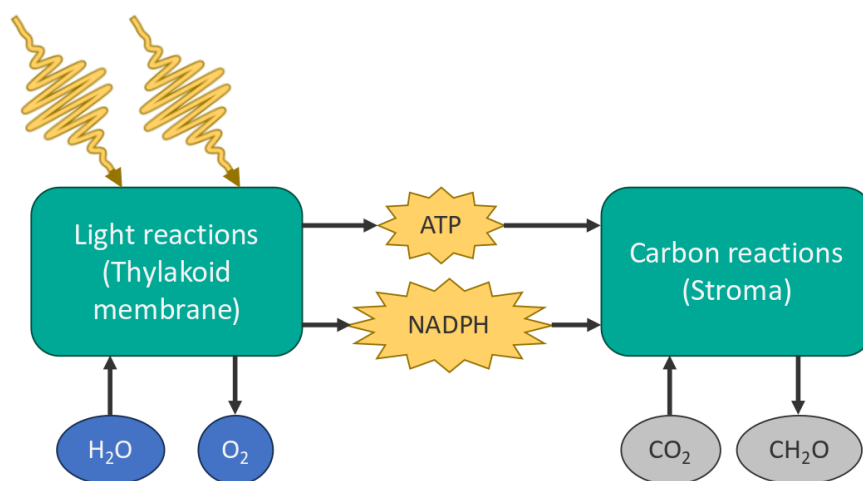 Light reactions
(Thylakoid
membrane)
ATP
NADPH
Carbon reactions
(Stroma)
H₂O
O₂
CO₂
CH₂O